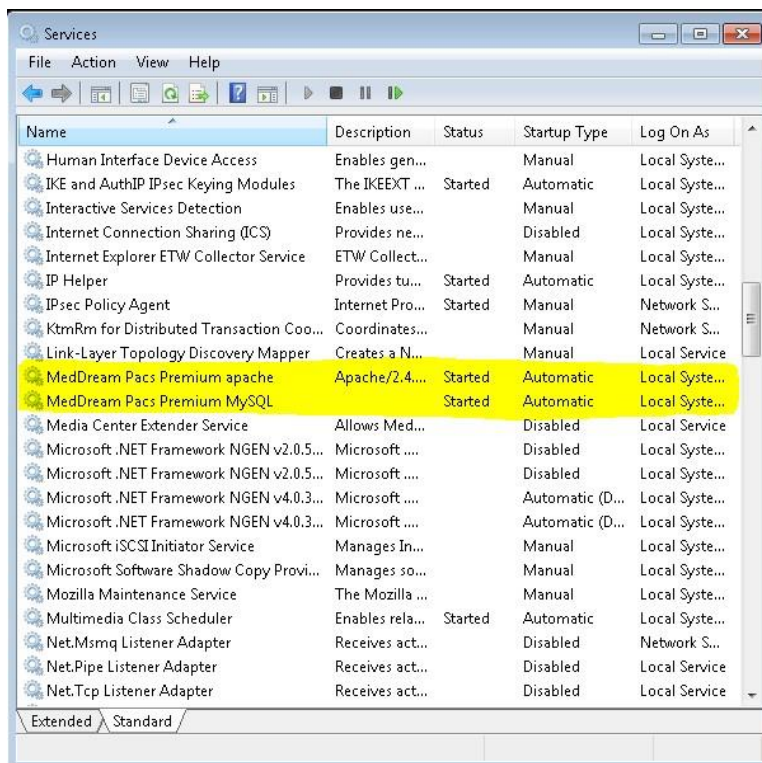 Services
File Action View Help
Name Description Status Startup Type Log On As
Human Interface Device Access Enables gen... Manual Local Syste...
IKE and AuthIP IPsec Keying Modules The IKEEXT ... Started Automatic Local Syste...
Interactive Services Detection Enables use... Manual Local Syste...
Internet Connection Sharing (ICS) Provides ne... Disabled Local Syste...
Internet Explorer ETW Collector Service ETW Collect... Manual Local Syste...
IP Helper Provides tu... Started Automatic Local Syste...
IPsec Policy Agent Internet Pro... Started Manual Network S...
KtmRm for Distributed Transaction Coo... Coordinates... Manual Network S...
Link-Layer Topology Discovery Mapper Creates a N... Manual Local Service
MedDream Pacs Premium apache Apache/2.4.... Started Automatic Local Syste...
MedDream Pacs Premium MySQL Started Automatic Local Syste...
Media Center Extender Service Allows Med... Disabled Local Service
Microsoft .NET Framework NGEN v2.0.5... Microsoft .... Disabled Local Syste...
Microsoft .NET Framework NGEN v2.0.5... Microsoft .... Disabled Local Syste...
Microsoft .NET Framework NGEN v4.0.3... Microsoft .... Automatic (D... Local Syste...
Microsoft .NET Framework NGEN v4.0.3... Microsoft .... Automatic (D... Local Syste...
Microsoft iSCSI Initiator Service Manages In... Manual Local Syste...
Microsoft Software Shadow Copy Provi... Manages so... Manual Local Syste...
Mozilla Maintenance Service The Mozilla ... Manual Local Syste...
Multimedia Class Scheduler Enables rela... Started Automatic Local Syste...
Net.Msmq Listener Adapter Receives act... Disabled Network S...
Net.Pipe Listener Adapter Receives act... Disabled Local Service
Net.Tcp Listener Adapter Receives act... Disabled Local Service
Extended Standard